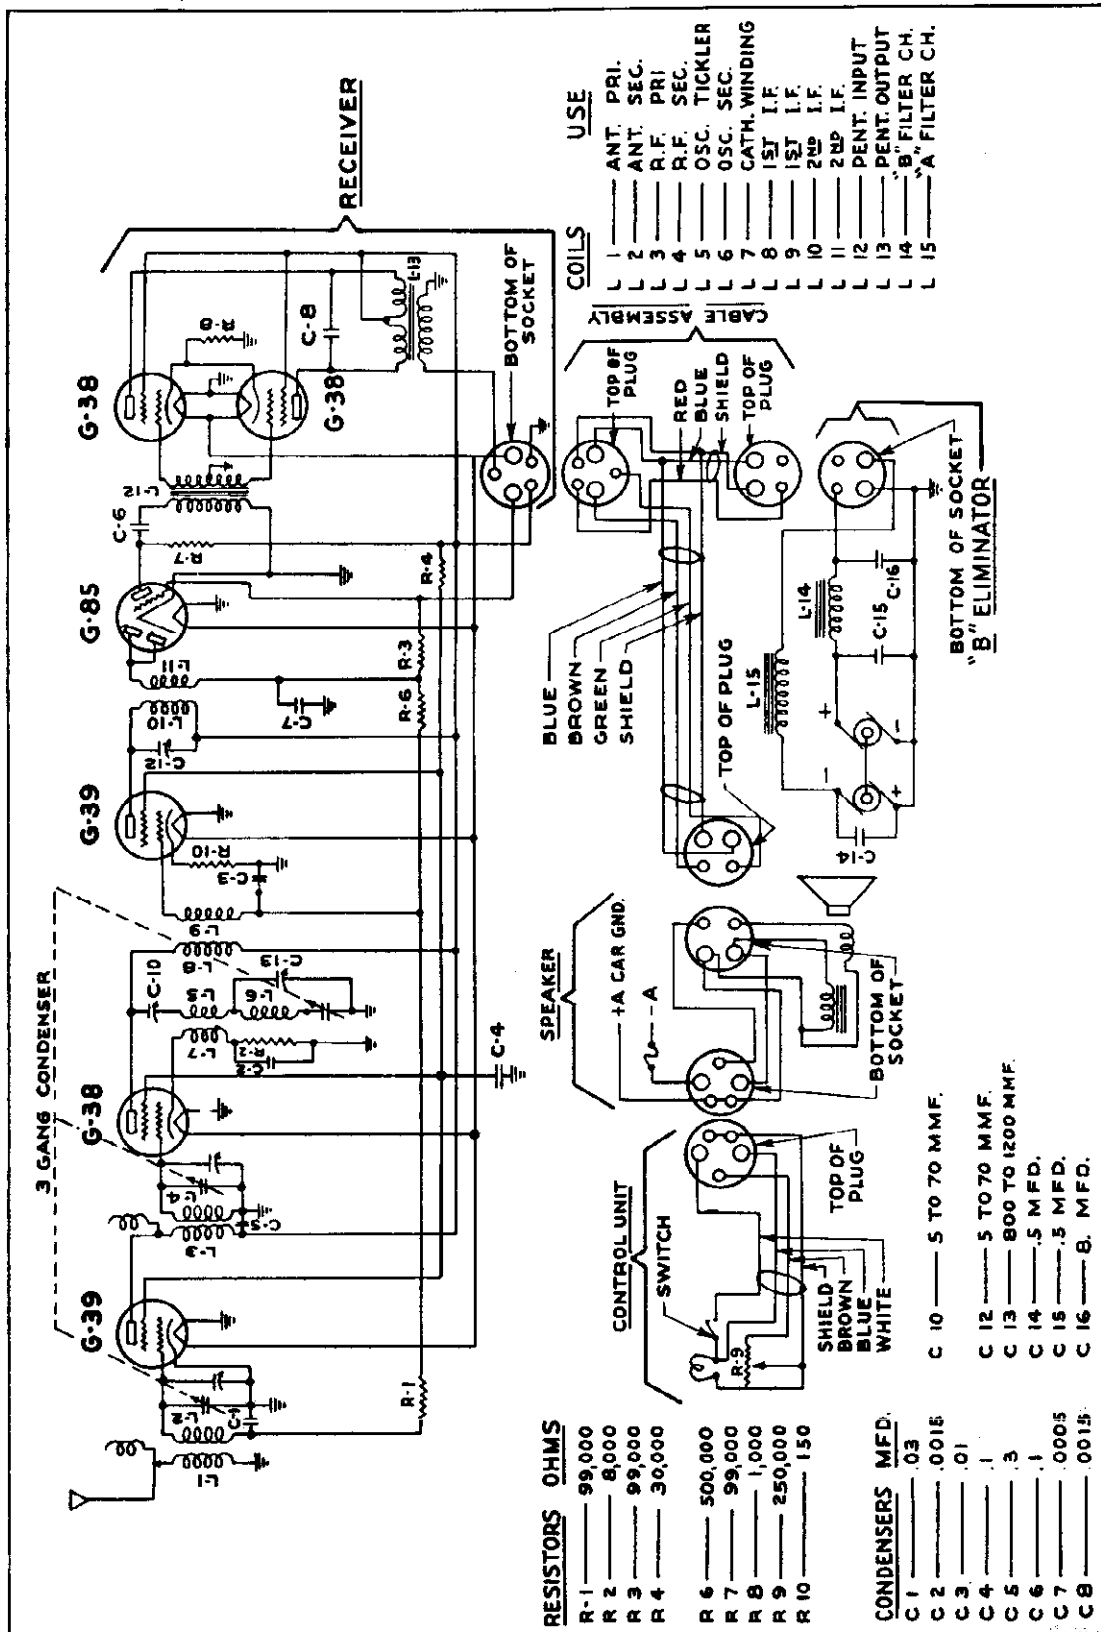 3 GANG CONDENSER
G-39
G-38
G-39
G-85
G-38
G-38
RECEIVER
L-1
L-2
C-1
R-1
L-3
C-5
L-4
L-7
C-2
R-2
C-10
L-5
L-6
C-13
L-8
L-9
C-3
R-10
C-4
C-12
L-10
L-11
C-7
R-6
R-3
R-4
R-7
C-6
L-12
R-8
C-8
L-13
BOTTOM OF
SOCKET
CONTROL UNIT
SWITCH
R-9
TOP OF
PLUG
SHIELD
BROWN
BLUE
WHITE
SPEAKER
+A CAR GND.
-A
BOTTOM OF
SOCKET
BLUE
BROWN
GREEN
SHIELD
TOP OF PLUG
CABLE ASSEMBLY
TOP OF
PLUG
RED
BLUE
SHIELD
TOP OF
PLUG
L-15
L-14
C-14
C-15
C-16
+
-
-
+
BOTTOM OF SOCKET
"B" ELIMINATOR
COILS USE
L 1 ANT. PRI.
L 2 ANT. SEC.
L 3 R.F. PRI
L 4 R.F. SEC.
L 5 OSC. TICKLER
L 6 OSC. SEC.
L 7 CATH. WINDING
L 8 1ST I.F.
L 9 1ST I.F.
L 10 2ND I.F.
L 11 2ND I.F.
L 12 PENT. INPUT
L 13 PENT. OUTPUT
L 14 "B" FILTER CH.
L 15 "A" FILTER CH.
RESISTORS OHMS
R-1 99,000
R 2 8,000
R 3 99,000
R 4 30,000
R 6 500,000
R 7 99,000
R 8 1,000
R 9 250,000
R 10 150
CONDENSERS MFD.
C 1 .03
C 2 .0015
C 3 .01
C 4 .1
C 5 .3
C 6 .1
C 7 .0005
C 8 .0015
C 10 5 TO 70 MMF.
C 12 5 TO 70 MMF.
C 13 800 TO 1200 MMF.
C 14 .5 MFD.
C 15 .5 MFD.
C 16 8. MFD.